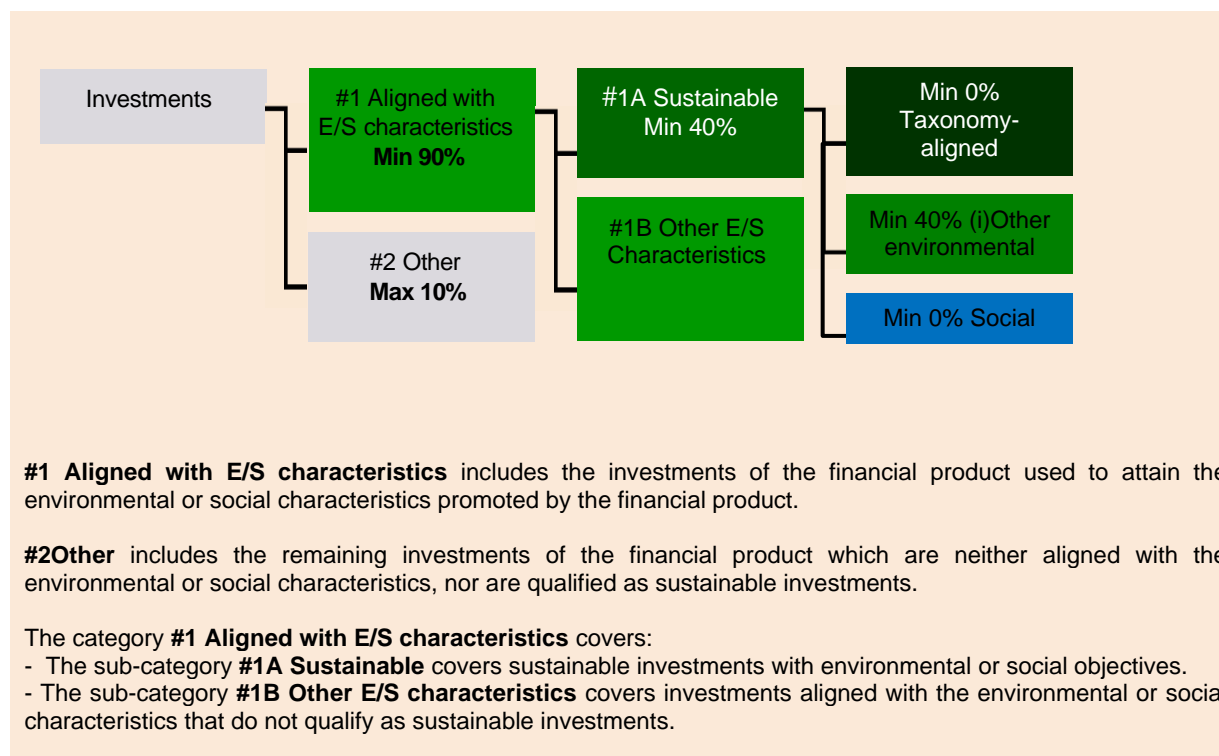 Investments
#1 Aligned with
E/S characteristics
Min 90%
#2 Other
Max 10%
#1A Sustainable
Min 40%
#1B Other E/S
Characteristics
Min 0%
Taxonomy-
aligned
Min 40% (i)Other
environmental
Min 0% Social
#1 Aligned with E/S characteristics includes the investments of the financial product used to attain the
environmental or social characteristics promoted by the financial product.
#2Other includes the remaining investments of the financial product which are neither aligned with the
environmental or social characteristics, nor are qualified as sustainable investments.
The category #1 Aligned with E/S characteristics covers:
- The sub-category #1A Sustainable covers sustainable investments with environmental or social objectives.
- The sub-category #1B Other E/S characteristics covers investments aligned with the environmental or social
characteristics that do not qualify as sustainable investments.